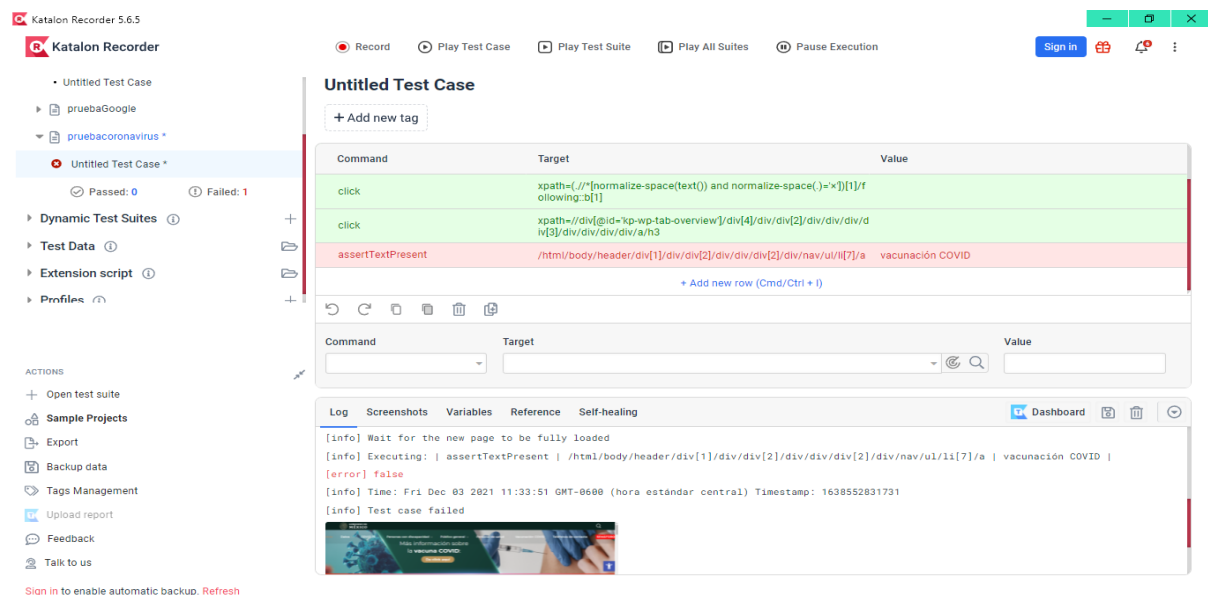 Katalon Recorder 5.6.5
Katalon Recorder
Record
Play Test Case
Play Test Suite
Play All Suites
Pause Execution
Sign in
Untitled Test Case
pruebaGoogle
pruebacoronavirus *
Untitled Test Case *
Passed: 0
Failed: 1
Dynamic Test Suites
Test Data
Extension script
Profiles
ACTIONS
Open test suite
Sample Projects
Export
Backup data
Tags Management
Upload report
Feedback
Talk to us
Sign in to enable automatic backup. Refresh
Untitled Test Case
+ Add new tag
Command Target Value
click xpath=(.//*[normalize-space(text()) and normalize-space(.)='×'])[1]/f
ollowing::b[1]
click xpath=//div[@id='kp-wp-tab-overview']/div[4]/div/div[2]/div/div/div/d
iv[3]/div/div/div/div/a/h3
assertTextPresent /html/body/header/div[1]/div/div[2]/div/div/div[2]/div/nav/ul/li[7]/a vacunación COVID
+ Add new row (Cmd/Ctrl + I)
Command Target Value
Log Screenshots Variables Reference Self-healing Dashboard
[info] Wait for the new page to be fully loaded
[info] Executing: | assertTextPresent | /html/body/header/div[1]/div/div[2]/div/div/div[2]/div/nav/ul/li[7]/a | vacunación COVID |
[error] false
[info] Time: Fri Dec 03 2021 11:33:51 GMT-0600 (hora estándar central) Timestamp: 1638552831731
[info] Test case failed
Más información sobre
la vacuna COVID: